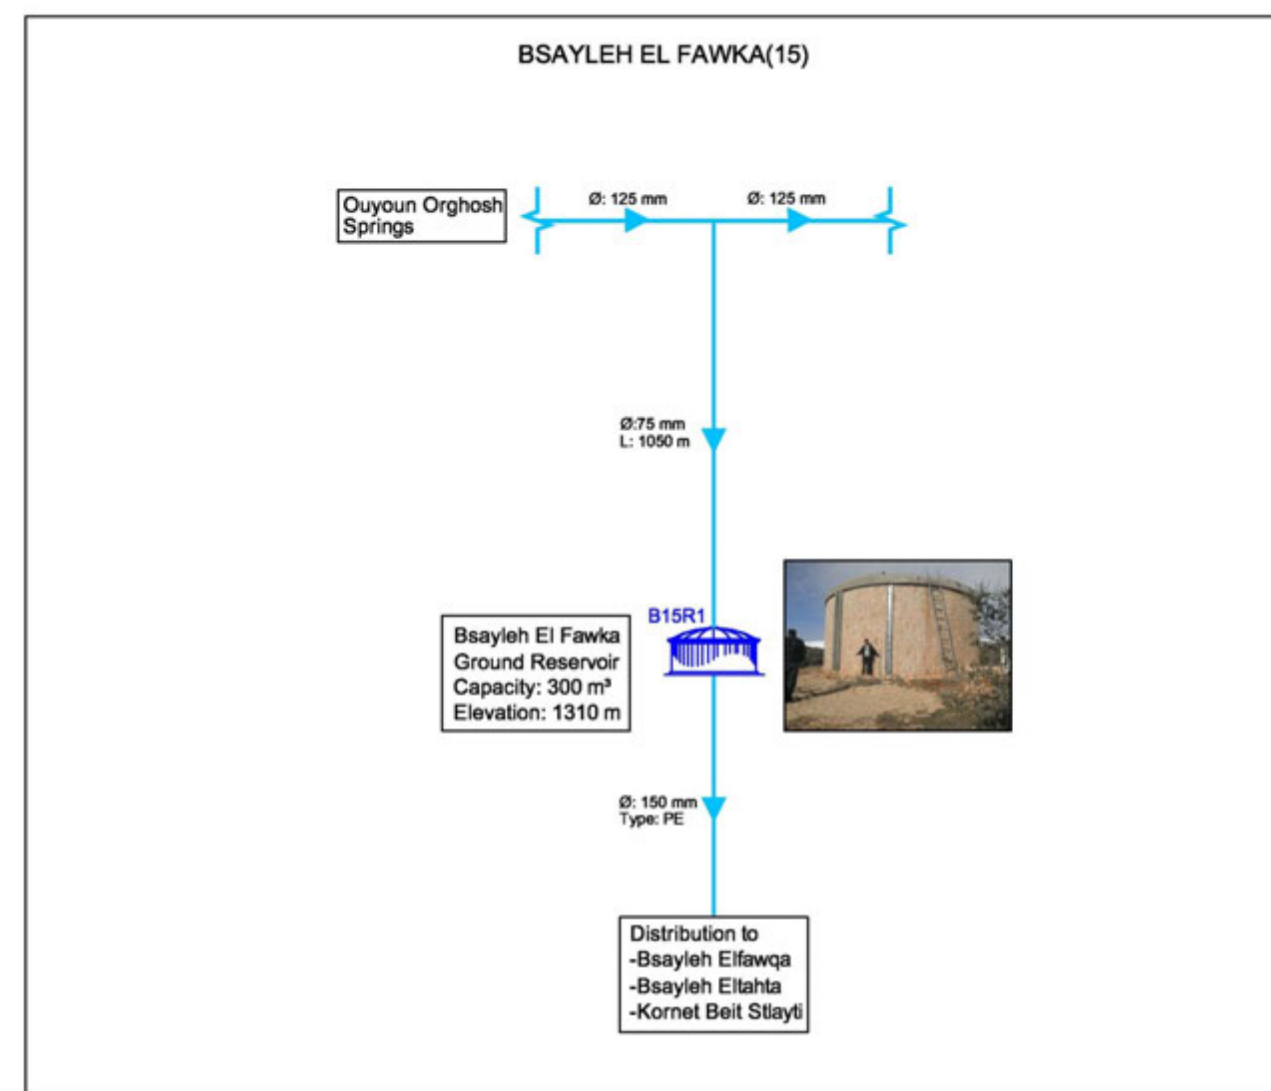 BSAYLEH EL FAWKA(15)
Ouyoun Orghosh
Springs
Ø: 125 mm
Ø: 125 mm
Ø:75 mm
L: 1050 m
B15R1
Bsayleh El Fawka
Ground Reservoir
Capacity: 300 m³
Elevation: 1310 m
Ø: 150 mm
Type: PE
Distribution to
-Bsayleh Elfawqa
-Bsayleh Eltahta
-Kornet Beit Stlayti